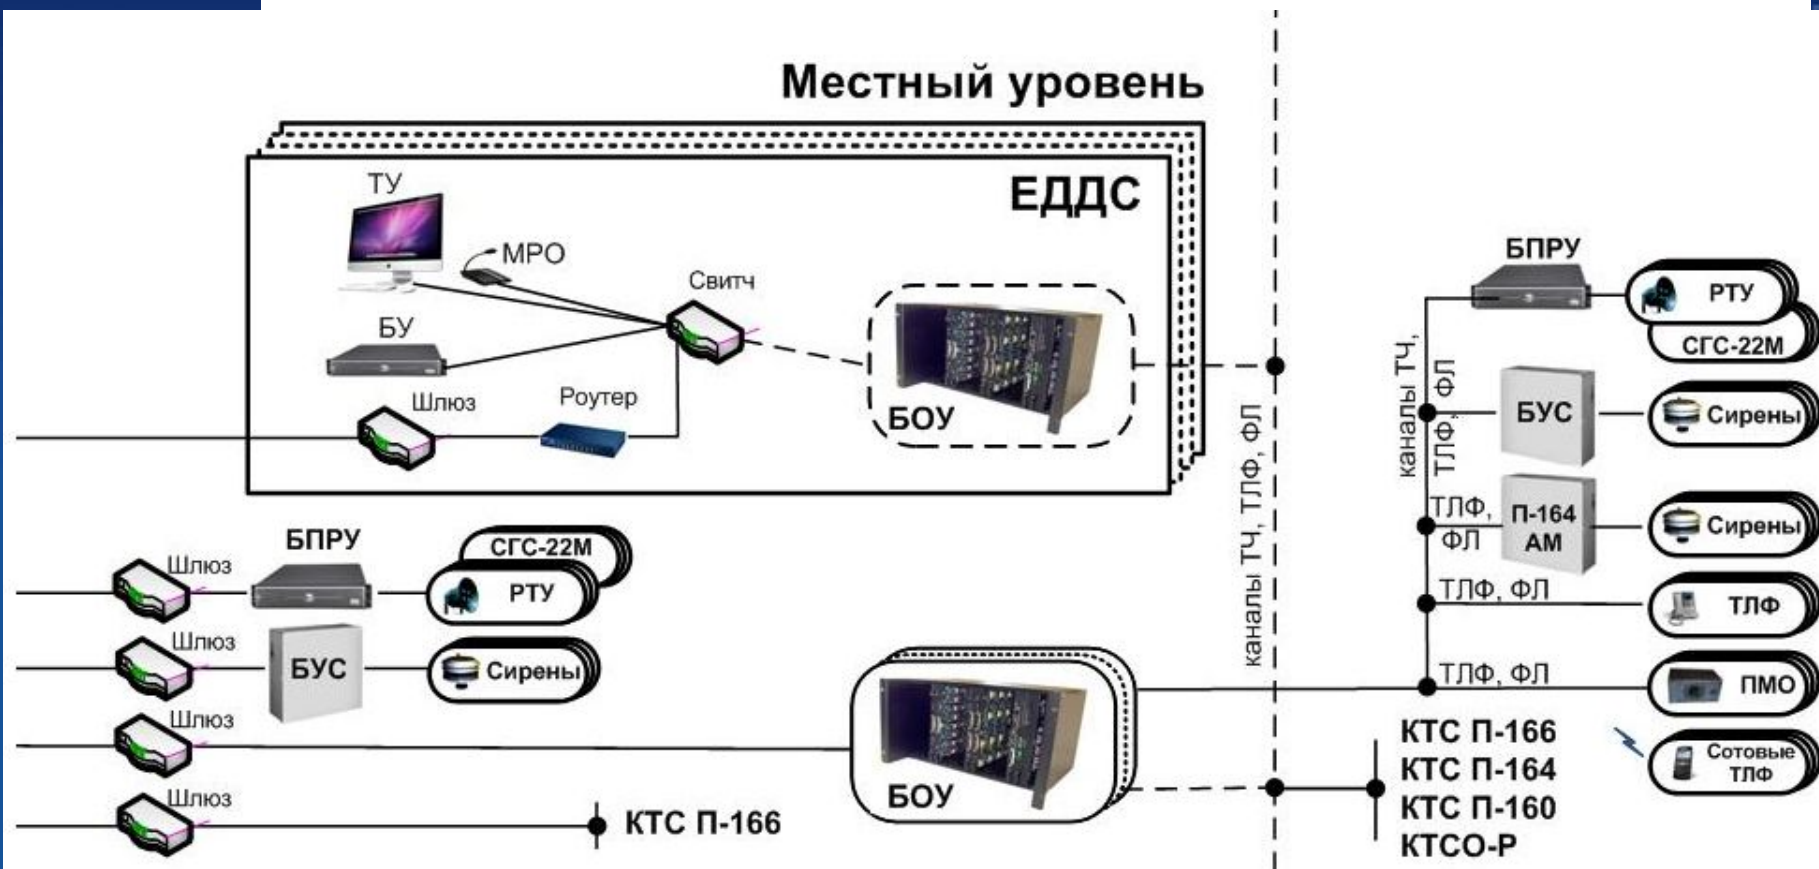 Местный уровень
ЕДДС
ТУ
МРО
Свитч
БУ
Шлюз
Роутер
БОУ
каналы ТЧ, ТЛФ, ФЛ
БПРУ
РТУ
СГС-22М
каналы ТЧ,
ТЛФ, ФЛ
БУС
Сирены
ТЛФ,
ФЛ
П-164
АМ
Сирены
ТЛФ, ФЛ
ТЛФ
ТЛФ, ФЛ
ПМО
Сотовые
ТЛФ
Шлюз
БПРУ
СГС-22М
РТУ
Шлюз
БУС
Сирены
Шлюз
БОУ
Шлюз
КТС П-166
КТС П-166
КТС П-164
КТС П-160
КТСО-Р